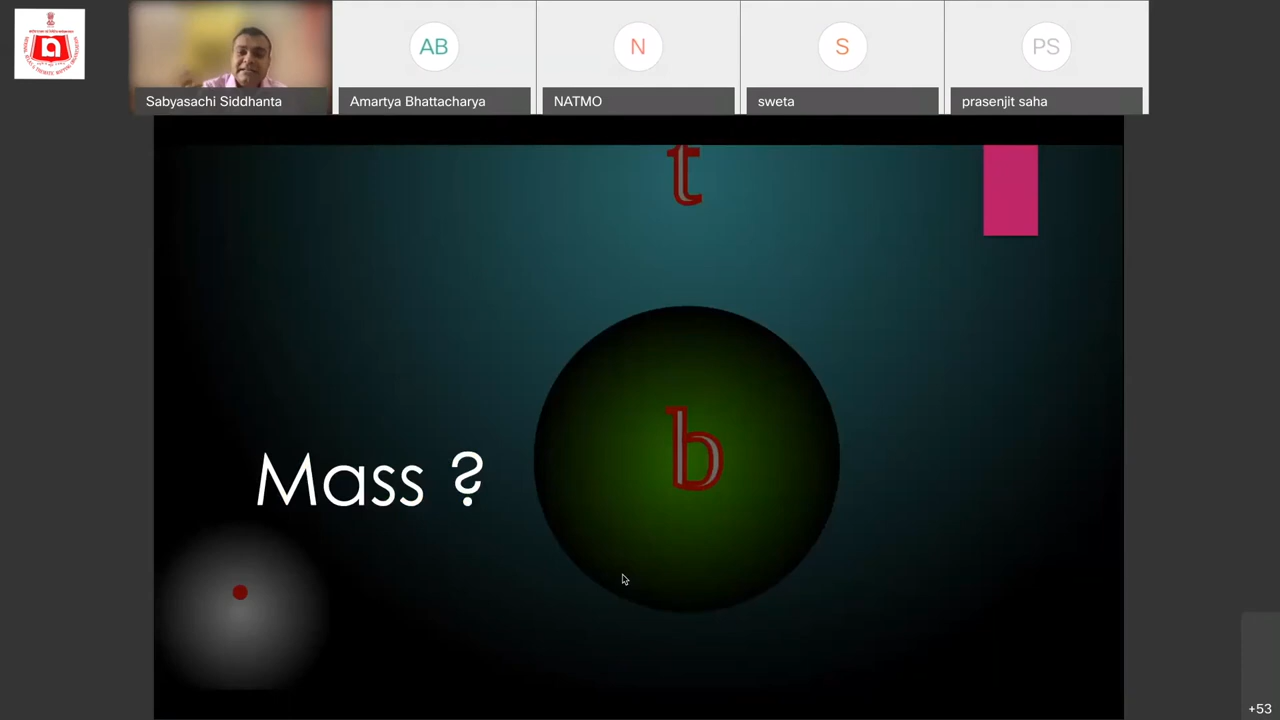 AB
N
S
PS
Sabyasachi Siddhanta
Amartya Bhattacharya
NATMO
sweta
prasenjit saha
t
b
Mass ?
+53